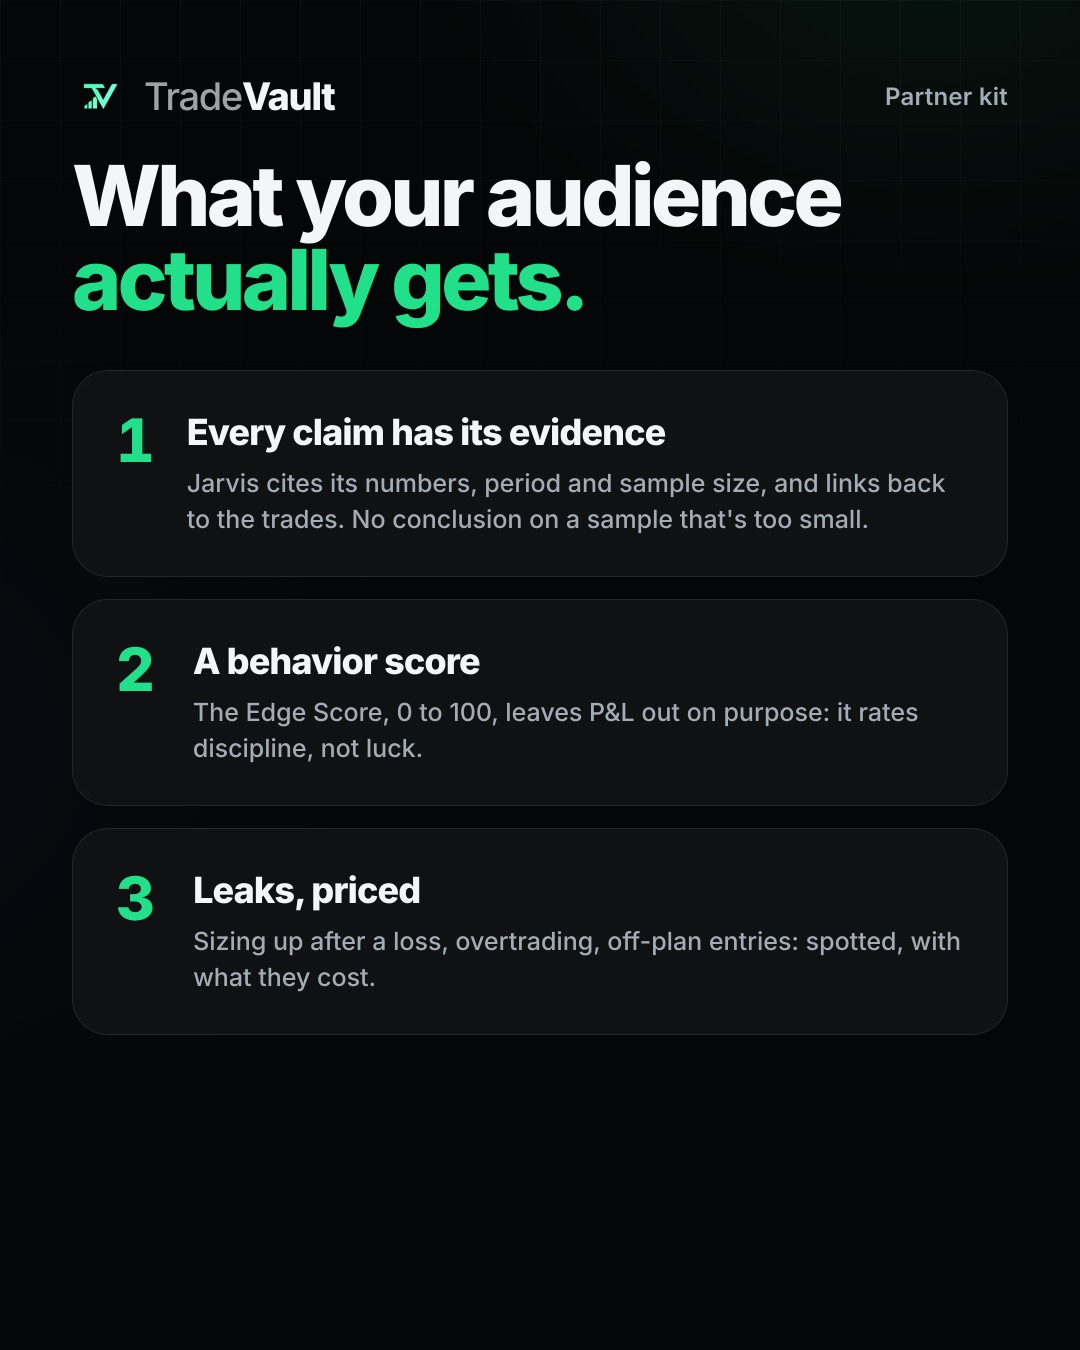 TradeVault
Partner kit
What your audience
actually gets.
1
Every claim has its evidence
Jarvis cites its numbers, period and sample size, and links back
to the trades. No conclusion on a sample that's too small.
2
A behavior score
The Edge Score, 0 to 100, leaves P&L out on purpose: it rates
discipline, not luck.
3
Leaks, priced
Sizing up after a loss, overtrading, off-plan entries: spotted, with
what they cost.